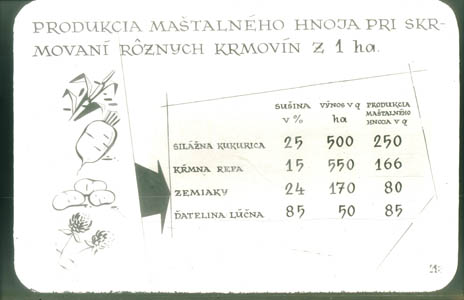 PRODUKCIA MAŠTALNÉHO HNOJA PRI SKR-
MOVANÍ RÔZNYCH KRMOVÍN Z 1 ha.
SUŠINA V % VÝNOS V Q ha PRODUKCIA MAŠTALNÉHO HNOJA V Q
SILÁŽNA KUKURICA 25 500 250
KŔMNA REPA 15 550 166
ZEMIAKY 24 170 80
ĎATELINA LÚČNA 85 50 85